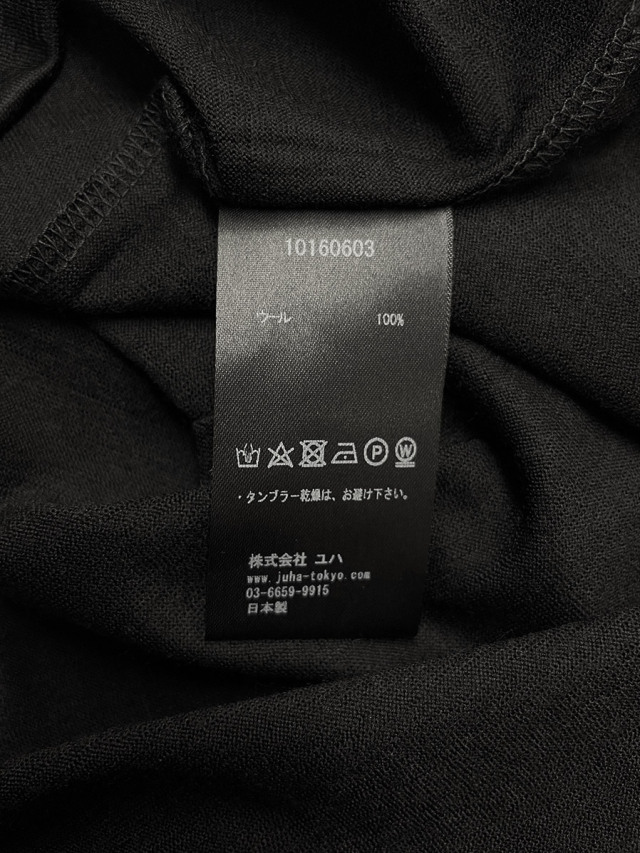 10160603
ウール 100%
P W
・タンブラー乾燥は、お避け下さい。
株式会社 ユハ
www.juha-tokyo.com
03-6659-9915
日本製